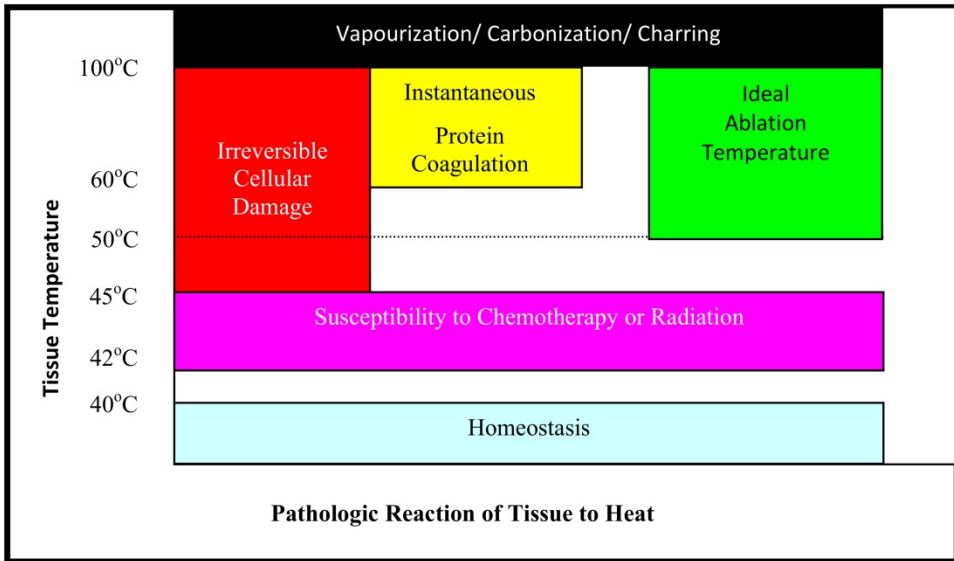 Vapourization/ Carbonization/ Charring
100°C
Instantaneous
Protein
Coagulation
Ideal
Ablation
Temperature
Irreversible
Cellular
Damage
60°C
50°C
45°C
Susceptibility to Chemotherapy or Radiation
42°C
40°C
Homeostasis
Tissue Temperature
Pathologic Reaction of Tissue to Heat